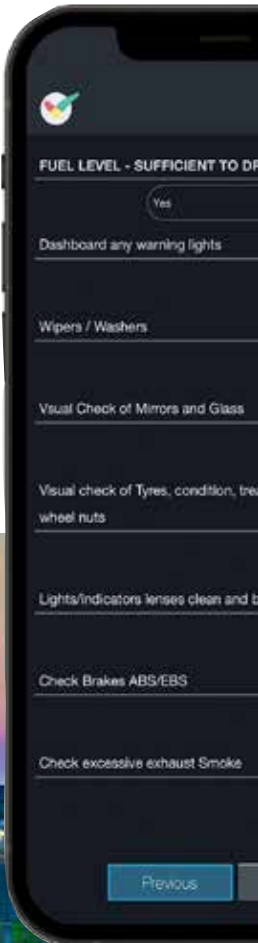 FUEL LEVEL - SUFFICIENT TO DR
Yes
Dashboard any warning lights
Wipers / Washers
Vsual Check of Mirrors and Glass
Visual check of Tyres, condition, trea
wheel nuts
Lights/indicators lenses clean and b
Check Brakes ABS/EBS
Check excessive exhaust Smoke
Previous